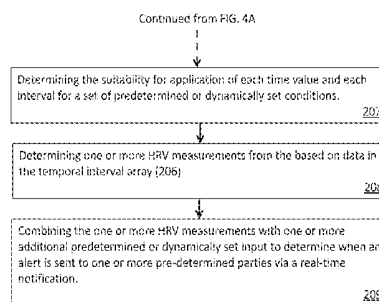 Continued from FIG. 4A
Determining the suitability for application of each time value and each
interval for a set of predetermined or dynamically set conditions.
207
Determining one or more HRV measurements from the based on data in
the temporal interval array (206)
208
Combining the one or more HRV measurements with one or more
additional predetermined or dynamically set input to determine when an
alert is sent to one or more pre-determined parties via a real-time
notification.
209